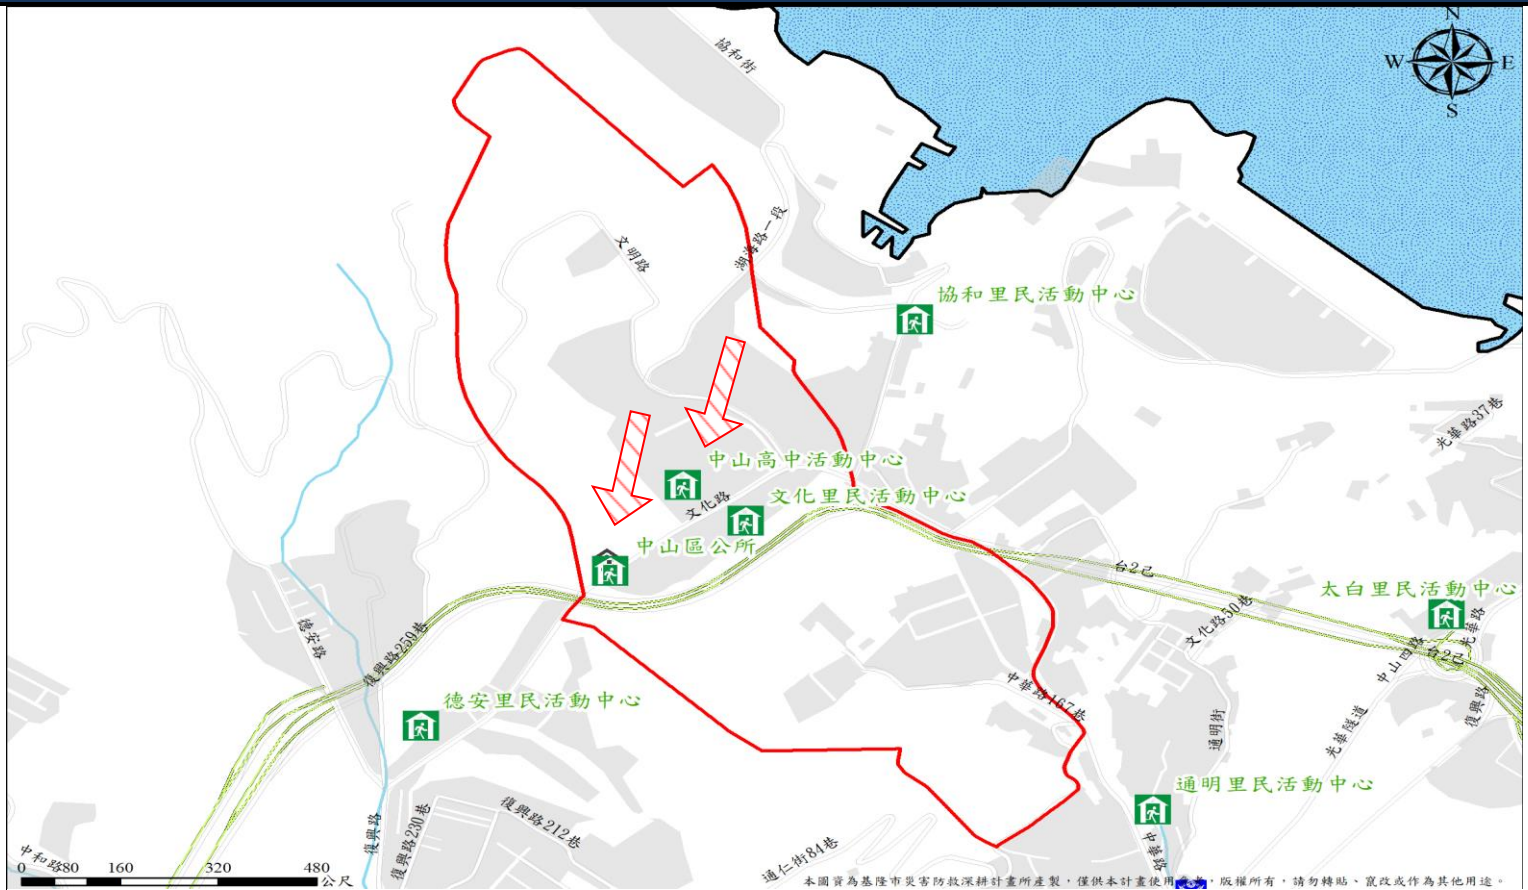 N
W
E
S
協和街
湖海路一段
文明路
協和里民活動中心
光華路37巷
中山高中活動中心
文化路
文化里民活動中心
中山區公所
台2己
太白里民活動中心
文化路50巷
光華路
中山四路
台2己
復興路
德安路
復興路259巷
德安里民活動中心
中華路167巷
通明街
光華隧道
通明里民活動中心
復興路
復興路230巷
復興路212巷
通仁街84巷
中華路
中和路
0 80 160 320 480
公尺
本圖資為基隆市災害防救深耕計畫所產製，僅供本計畫使用
，版權所有，請勿轉貼、竄改或作為其他用途。